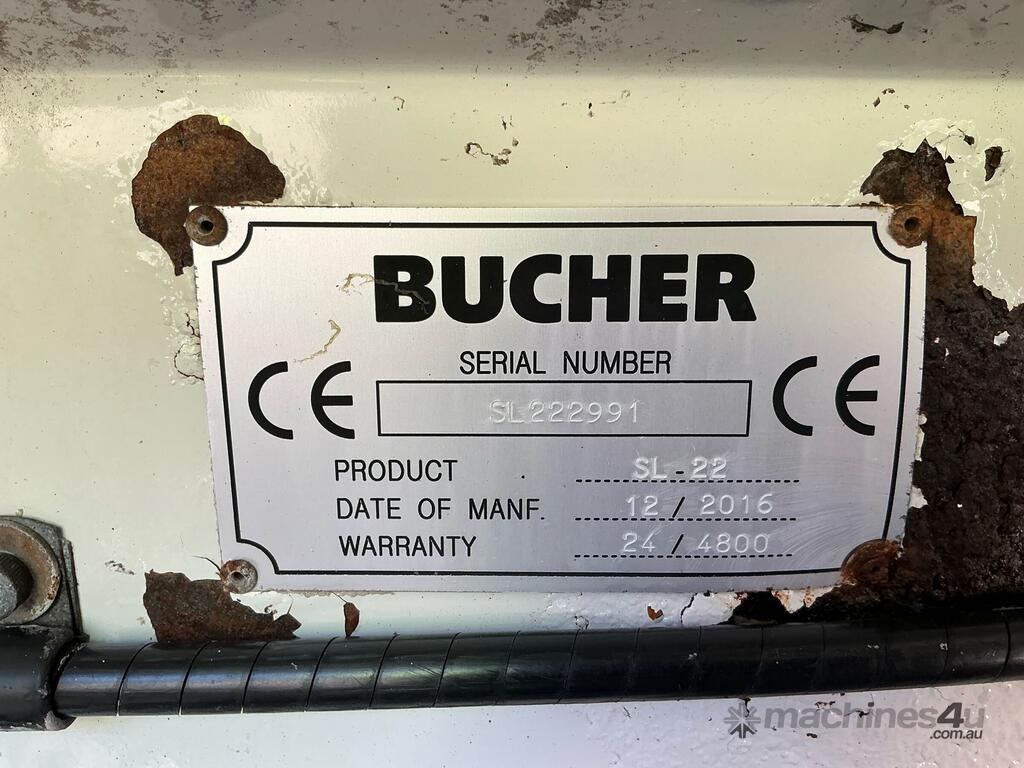 BUCHER
SERIAL NUMBER
CE SL222991 CE
PRODUCT SL-22
DATE OF MANF. 12 / 2016
WARRANTY 24 / 4800
machines4u
.com.au